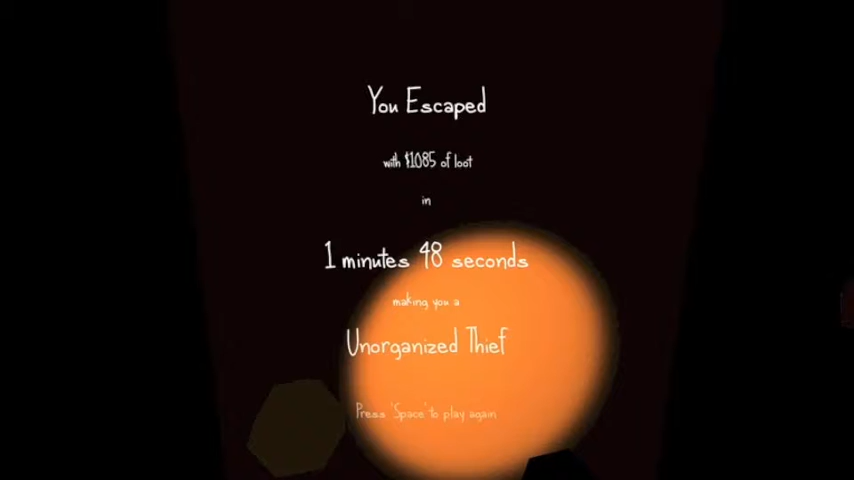 You Escaped
with $1085 of loot
in
1 minutes 48 seconds
making you a
Unorganized Thief
Press 'Space' to play again